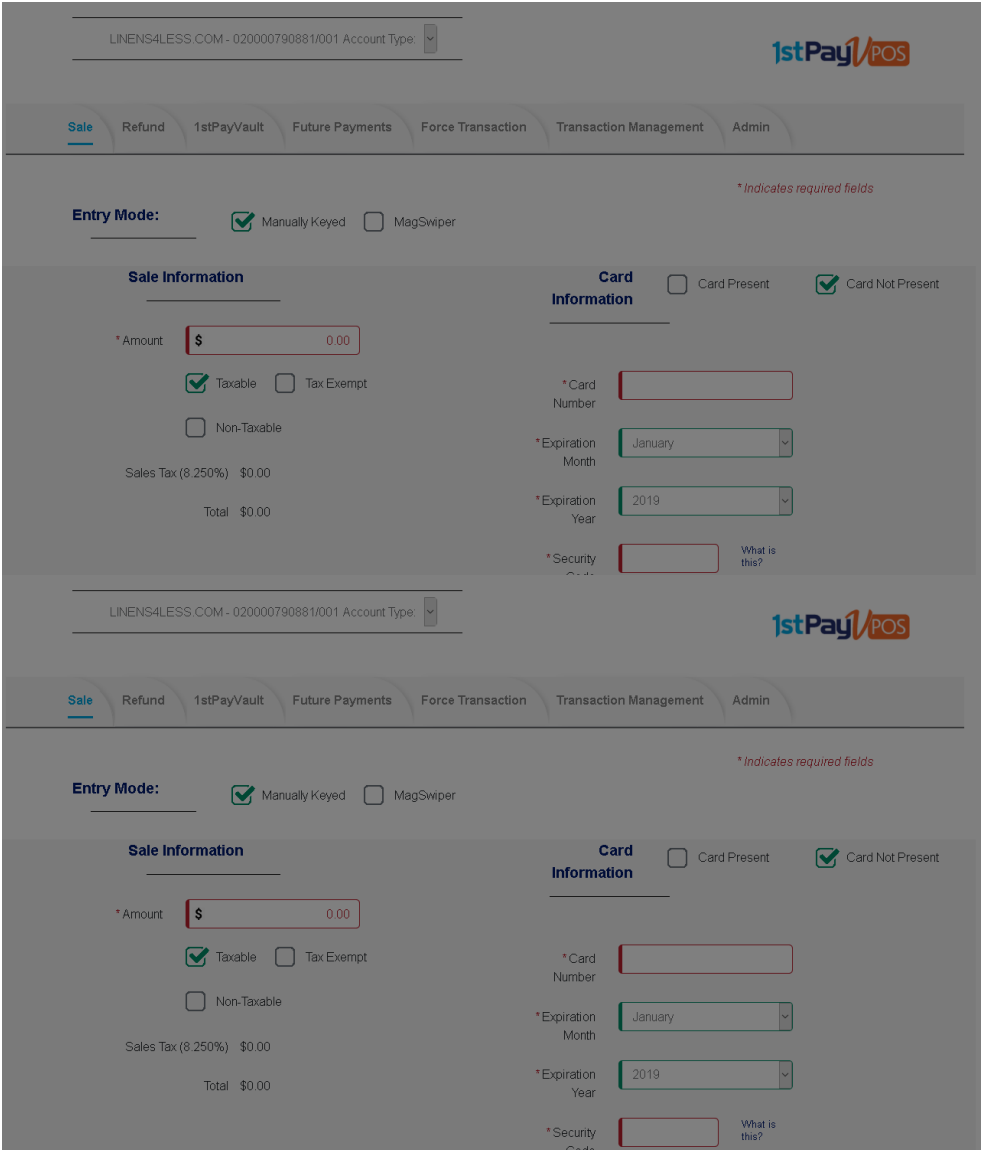 LINENS4LESS.COM - 020000790881/001 Account Type:
1stPay POS
Sale Refund 1stPayVault Future Payments Force Transaction Transaction Management Admin
* Indicates required fields
Entry Mode: Manually Keyed MagSwiper
Sale Information
* Amount $ 0.00
Taxable Tax Exempt
Non-Taxable
Sales Tax (8.250%) $0.00
Total $0.00
Card Information Card Present Card Not Present
* Card
Number
* Expiration
Month January
* Expiration
Year 2019
* Security
Code
What is
this?
LINENS4LESS.COM - 020000790881/001 Account Type:
1stPay POS
Sale Refund 1stPayVault Future Payments Force Transaction Transaction Management Admin
* Indicates required fields
Entry Mode: Manually Keyed MagSwiper
Sale Information
* Amount $ 0.00
Taxable Tax Exempt
Non-Taxable
Sales Tax (8.250%) $0.00
Total $0.00
Card Information Card Present Card Not Present
* Card
Number
* Expiration
Month January
* Expiration
Year 2019
* Security
Code
What is
this?